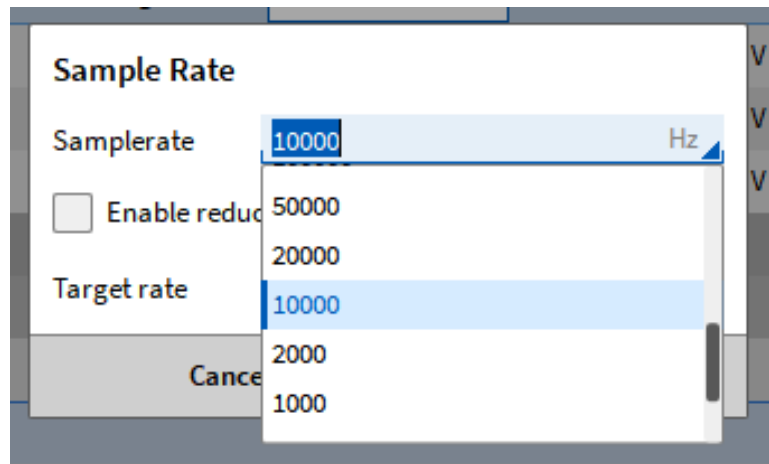 Sample Rate
Samplerate 10000 Hz
50000
Enable reduc
20000
Target rate
10000
2000
Cance
1000
V
V
V